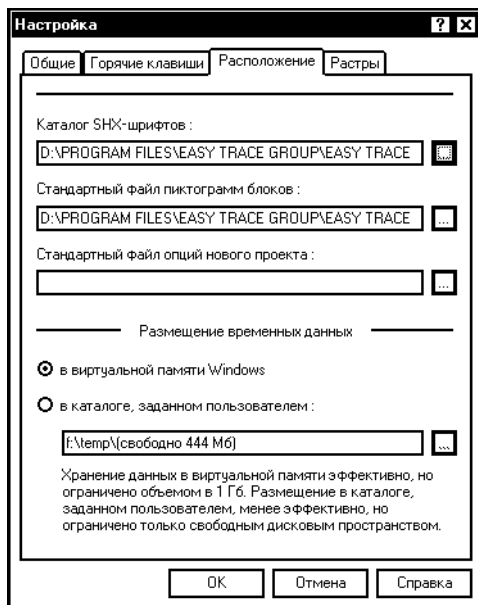 Настройка
Общие Горячие клавиши Расположение Растры
Каталог SHX-шрифтов :
D:\PROGRAM FILES\EASY TRACE GROUP\EASY TRACE
...
Стандартный файл пиктограмм блоков :
D:\PROGRAM FILES\EASY TRACE GROUP\EASY TRACE
...
Стандартный файл опций нового проекта :
...
Размещение временных данных
в виртуальной памяти Windows
в каталоге, заданном пользователем :
f:\temp\(свободно 444 Мб)
...
Хранение данных в виртуальной памяти эффективно, но
ограничено объемом в 1 Гб. Размещение в каталоге,
заданном пользователем, менее эффективно, но
ограничено только свободным дисковым пространством.
OK Отмена Справка